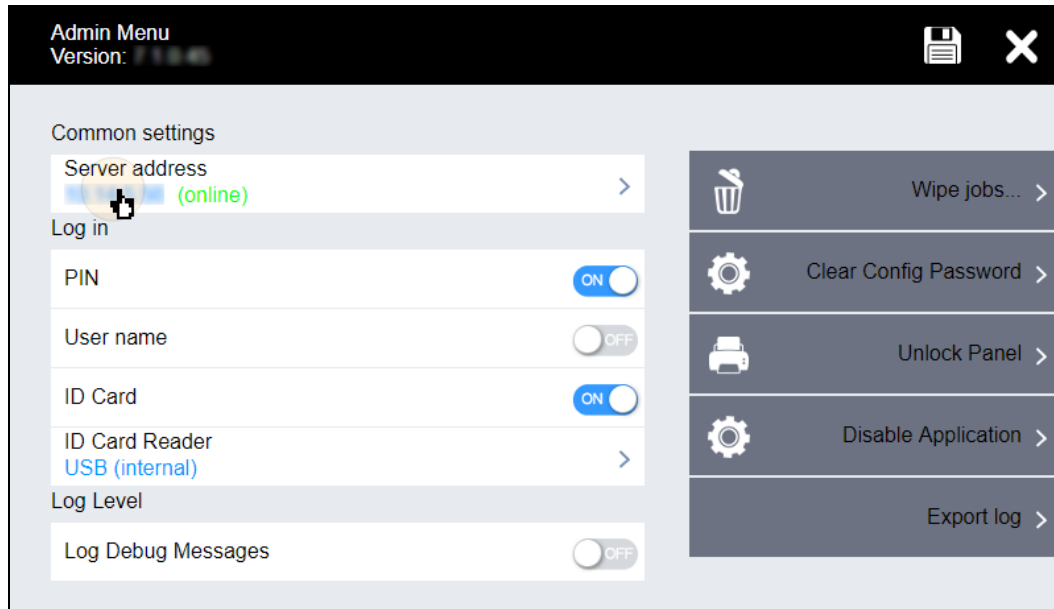 Admin Menu
Version:
Common settings
Server address
(online)
Log in
PIN
ON
User name
OFF
ID Card
ON
ID Card Reader
USB (internal)
Log Level
Log Debug Messages
OFF
Wipe jobs...
Clear Config Password
Unlock Panel
Disable Application
Export log